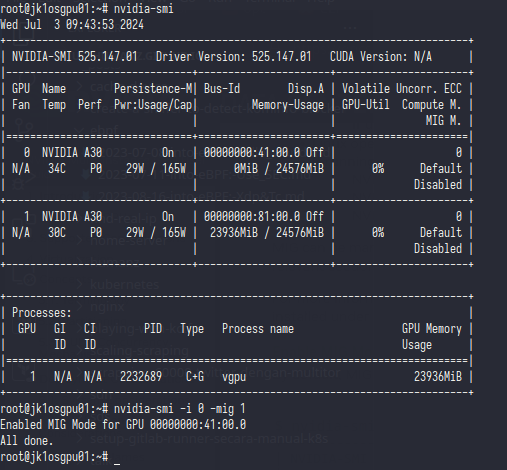 root@jk1osgpu01:~# nvidia-smi
Wed Jul  3 09:43:53 2024
+-----------------------------------------------------------------------------+
| NVIDIA-SMI 525.147.01   Driver Version: 525.147.01   CUDA Version: N/A      |
|-------------------------------+----------------------+----------------------+
| GPU  Name        Persistence-M| Bus-Id        Disp.A | Volatile Uncorr. ECC |
| Fan  Temp  Perf  Pwr:Usage/Cap|         Memory-Usage | GPU-Util  Compute M. |
|                               |                      |               MIG M. |
|===============================+======================+======================|
|   0  NVIDIA A30          On   | 00000000:41:00.0 Off |                    0 |
| N/A   34C    P0    29W / 165W |      0MiB / 24576MiB |      0%      Default |
|                               |                      |             Disabled |
+-------------------------------+----------------------+----------------------+
|   1  NVIDIA A30          On   | 00000000:81:00.0 Off |                    0 |
| N/A   30C    P0    29W / 165W |  23936MiB / 24576MiB |      0%      Default |
|                               |                      |             Disabled |
+-------------------------------+----------------------+----------------------+

+-----------------------------------------------------------------------------+
| Processes:                                                                  |
|  GPU   GI   CI        PID   Type   Process name                  GPU Memory |
|        ID   ID                                                   Usage      |
|=============================================================================|
|    1   N/A  N/A   2232689    C+G   vgpu                            23936MiB |
+-----------------------------------------------------------------------------+
root@jk1osgpu01:~# nvidia-smi -i 0 -mig 1
Enabled MIG Mode for GPU 00000000:41:00.0
All done.
root@jk1osgpu01:~# _